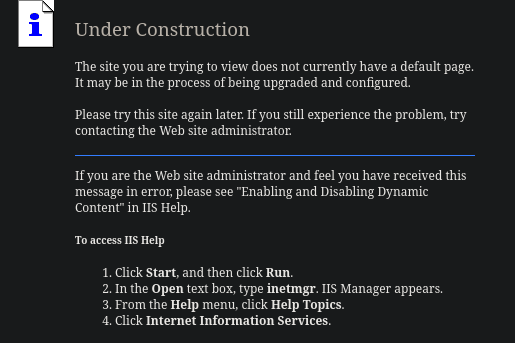 Under Construction
The site you are trying to view does not currently have a default page.
It may be in the process of being upgraded and configured.
Please try this site again later. If you still experience the problem, try
contacting the Web site administrator.
If you are the Web site administrator and feel you have received this
message in error, please see "Enabling and Disabling Dynamic
Content" in IIS Help.
To access IIS Help
1. Click Start, and then click Run.
2. In the Open text box, type inetmgr. IIS Manager appears.
3. From the Help menu, click Help Topics.
4. Click Internet Information Services.